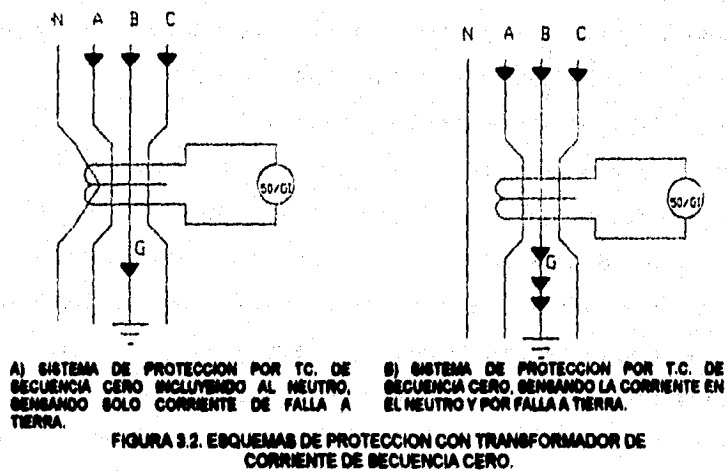 N A B C
N A B C
50/GI
50/GI
G
G
A) SISTEMA DE PROTECCION POR TC. DE
SECUENCIA CERO INCLUYENDO AL NEUTRO,
SENSANDO SOLO CORRIENTE DE FALLA A
TIERRA.
B) SISTEMA DE PROTECCION POR T.C. DE
SECUENCIA CERO, SENSANDO LA CORRIENTE EN
EL NEUTRO Y POR FALLA A TIERRA.
FIGURA 3.2. ESQUEMAS DE PROTECCION CON TRANSFORMADOR DE
CORRIENTE DE SECUENCIA CERO.